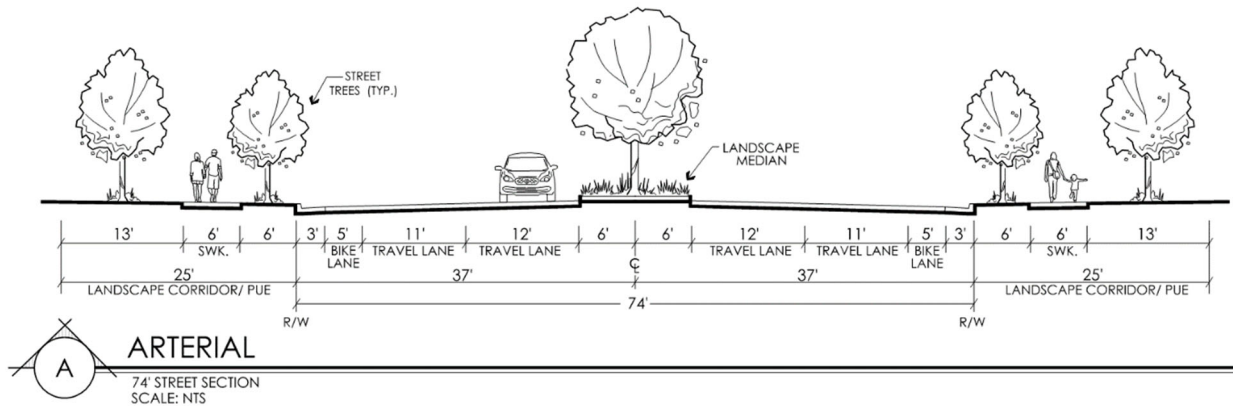 STREET
TREES (TYP.)
LANDSCAPE
MEDIAN
13' 6' 6' 3' 5' 11' 12' 6' 6' 12' 11' 5' 3' 6' 6' 13'
SWK. BIKE LANE TRAVEL LANE TRAVEL LANE TRAVEL LANE TRAVEL LANE BIKE LANE SWK.
℄
25' 37' 37' 25'
LANDSCAPE CORRIDOR/ PUE LANDSCAPE CORRIDOR/ PUE
74'
R/W R/W
A
ARTERIAL
74' STREET SECTION
SCALE: NTS